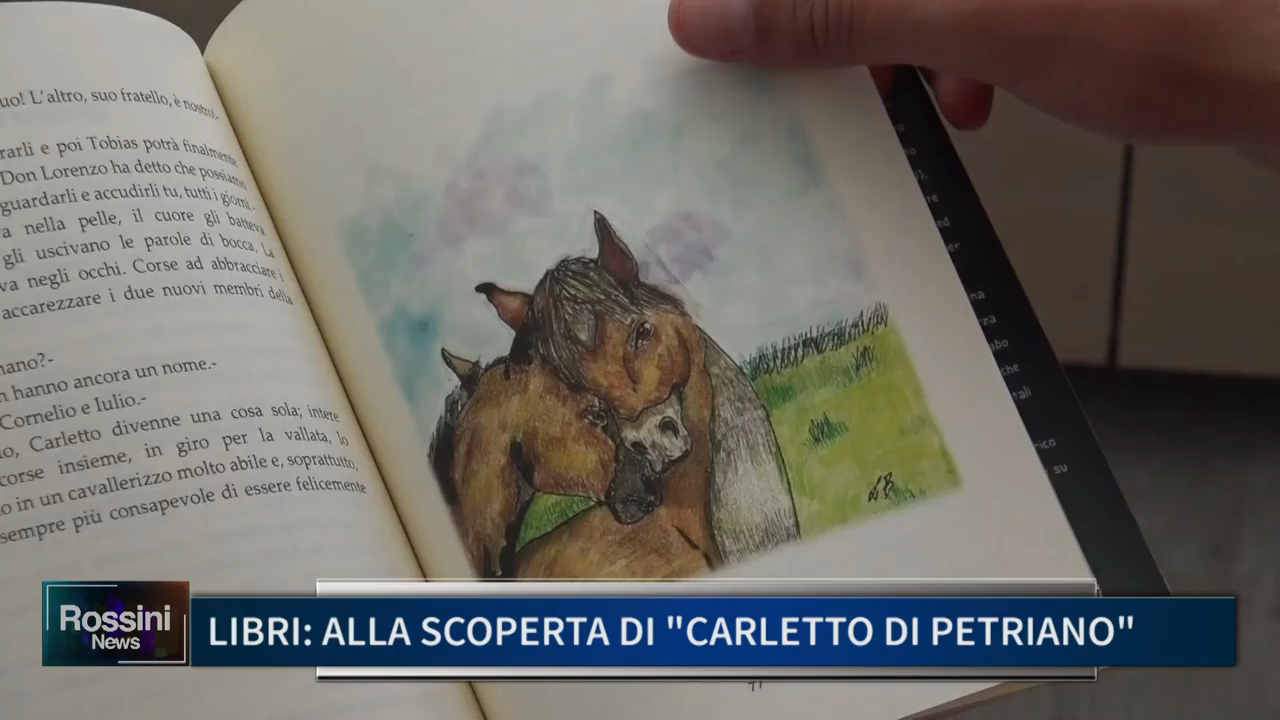 uo! L'altro, suo fratello, è nostro!-
rarli e poi Tobias potrà finalmente
Don Lorenzo ha detto che possiamo
guardarli e accudirli tu, tutti i giorni.-
va nella pelle, il cuore gli batteva
gli uscivano le parole di bocca. La
va negli occhi. Corse ad abbracciare i
accarezzare i due nuovi membri della
mano?-
n hanno ancora un nome.-
Cornelio e Iulio.-
lo, Carletto divenne una cosa sola; intere
corse insieme, in giro per la vallata, lo
o in un cavallerizzo molto abile e, soprattutto,
sempre più consapevole di essere felicemente
Rossini
News
LIBRI: ALLA SCOPERTA DI "CARLETTO DI PETRIANO"